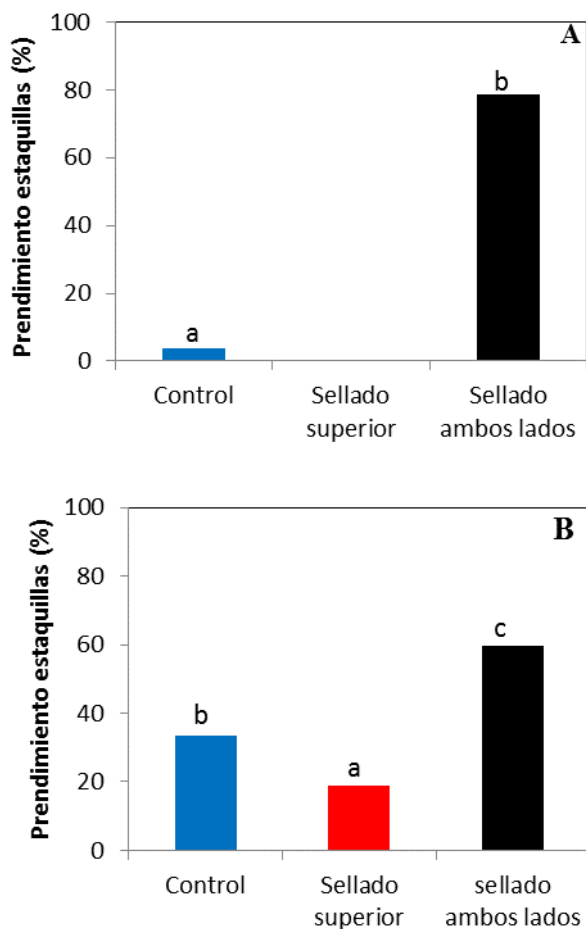 A
Prendimiento estaquillas (%)
100
80
60
40
20
0
a
b
Control
Sellado superior
Sellado ambos lados
B
Prendimiento estaquillas (%)
100
80
60
40
20
0
b
a
c
Control
Sellado superior
sellado ambos lados